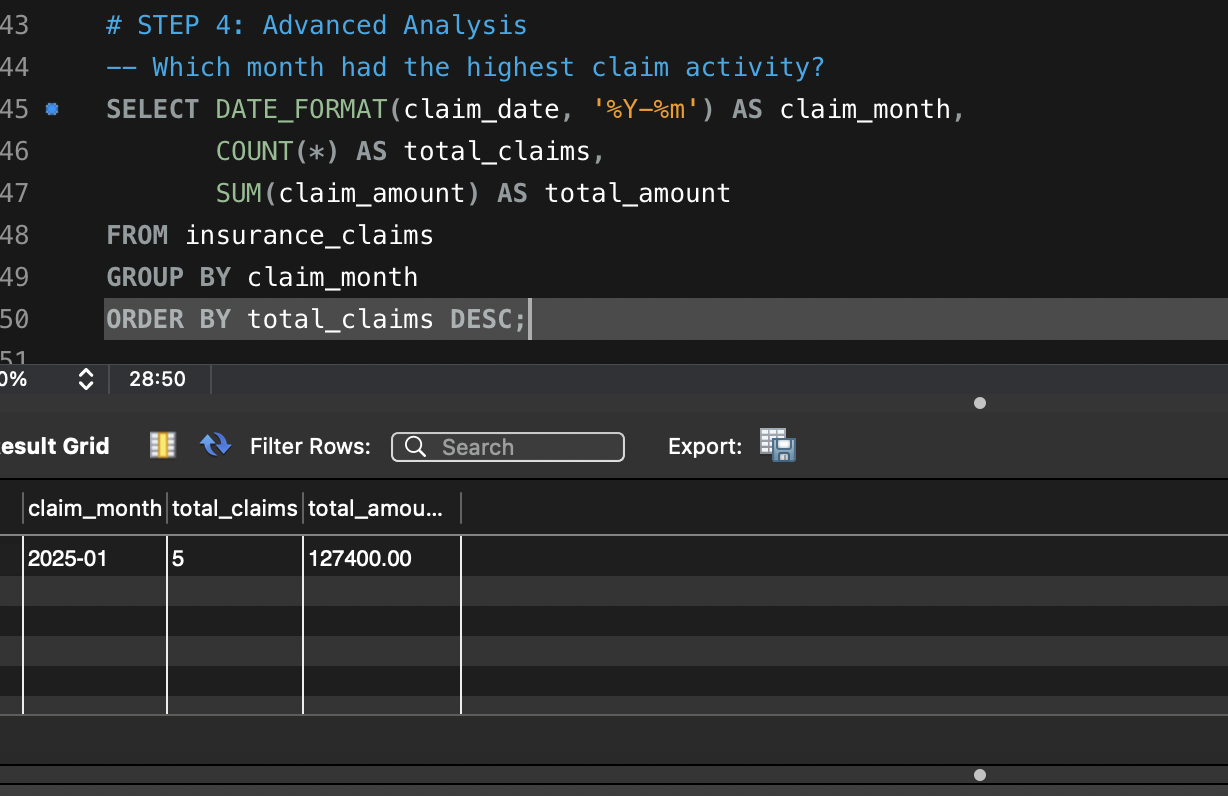 43 # STEP 4: Advanced Analysis
44 -- Which month had the highest claim activity?
45 SELECT DATE_FORMAT(claim_date, '%Y-%m') AS claim_month,
46 COUNT(*) AS total_claims,
47 SUM(claim_amount) AS total_amount
48 FROM insurance_claims
49 GROUP BY claim_month
50 ORDER BY total_claims DESC;
51
0% 28:50
esult Grid Filter Rows: Search Export:
claim_month total_claims total_amou...
2025-01 5 127400.00